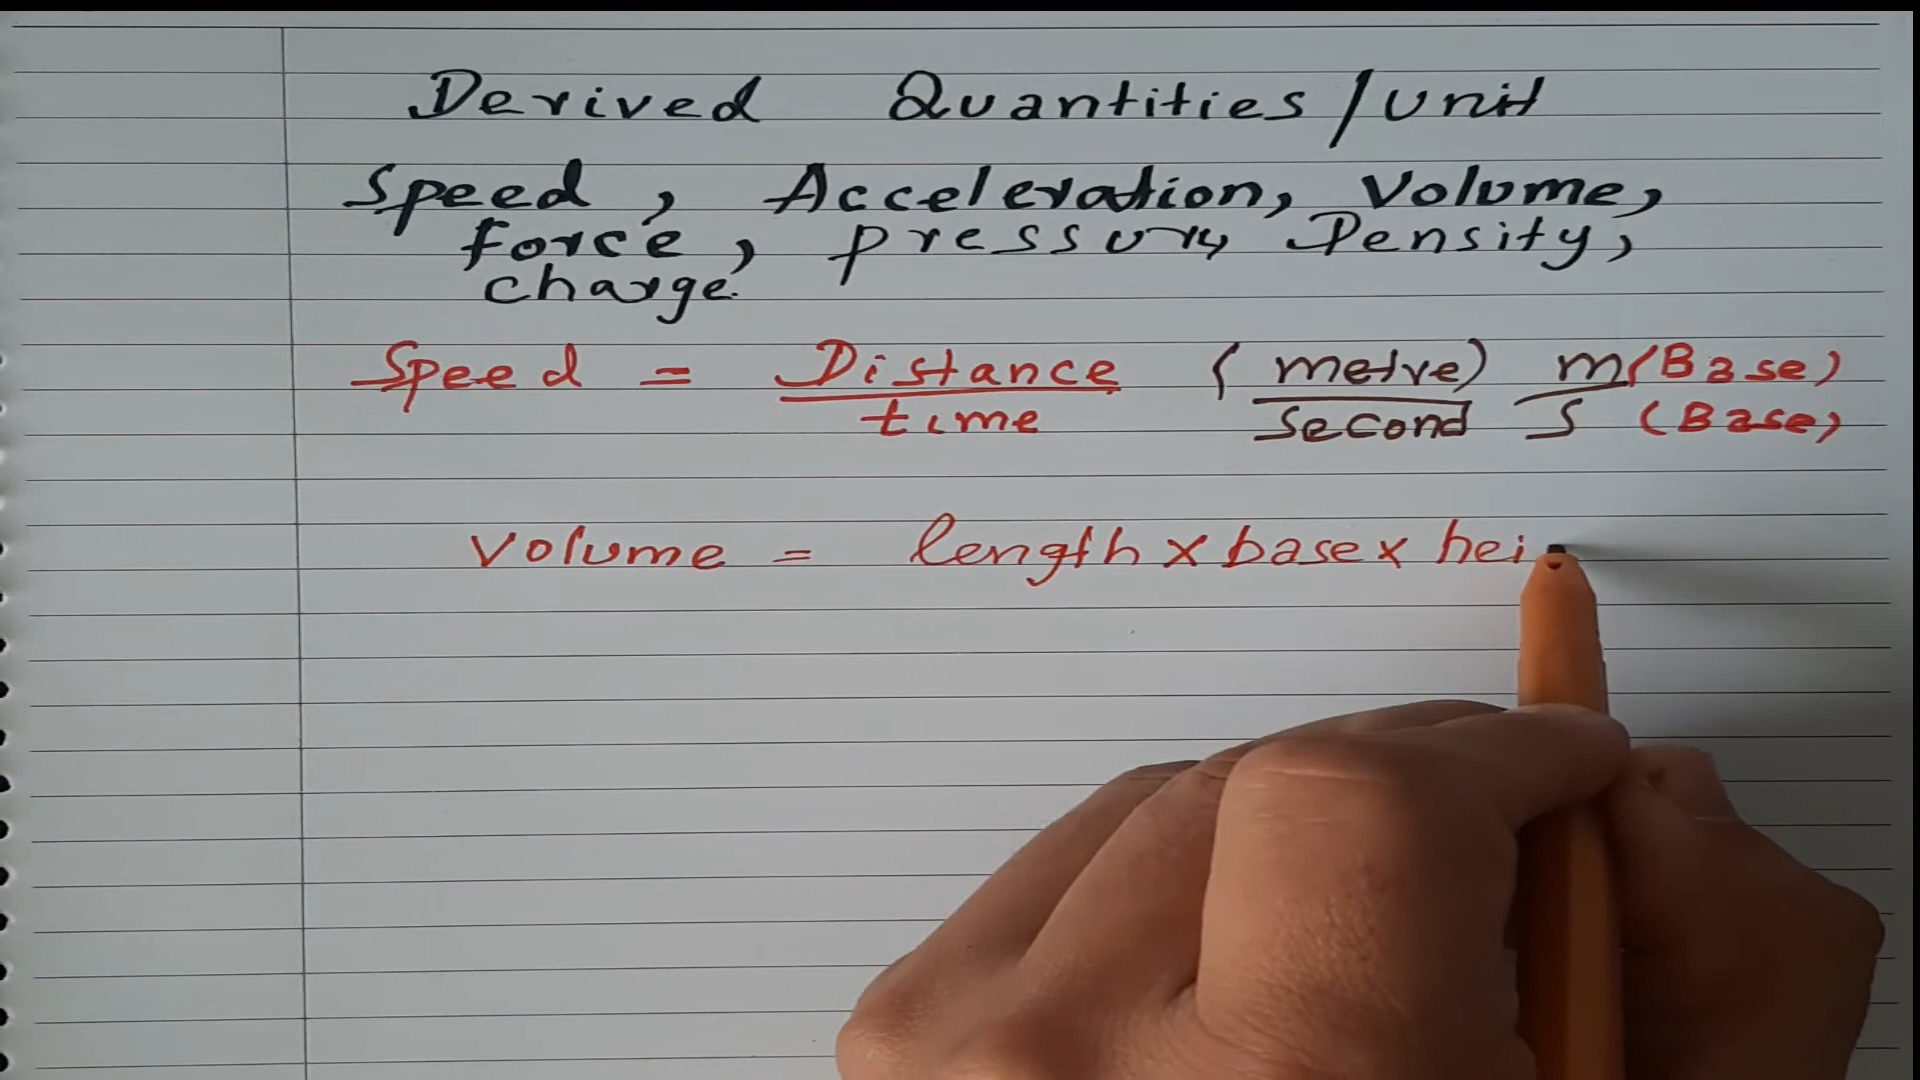 Derived Quantities/Unit
Speed, Acceleration, Volume,
Force, pressure, Density,
charge.
Speed = Distance (metre) m (Base)
time second s (Base)
Volume = length x base x hei